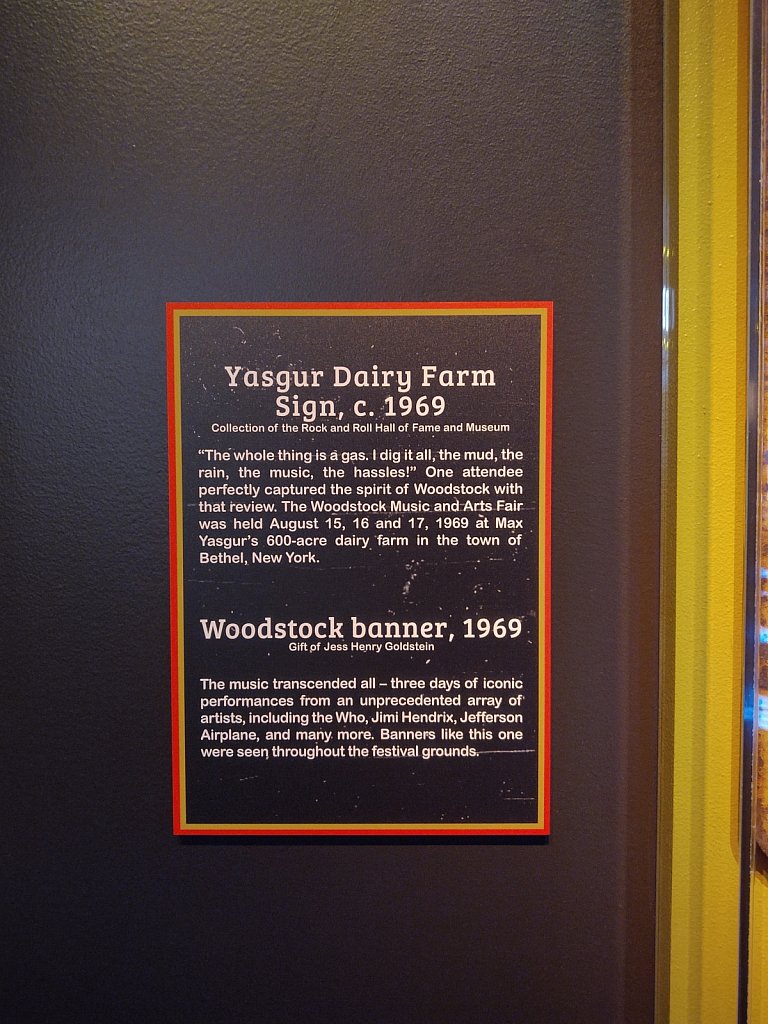 Yasgur Dairy Farm
Sign, c. 1969
Collection of the Rock and Roll Hall of Fame and Museum
“The whole thing is a gas. I dig it all, the mud, the
rain, the music, the hassles!” One attendee
perfectly captured the spirit of Woodstock with
that review. The Woodstock Music and Arts Fair
was held August 15, 16 and 17, 1969 at Max
Yasgur’s 600-acre dairy farm in the town of
Bethel, New York.
Woodstock banner, 1969
Gift of Jess Henry Goldstein
The music transcended all – three days of iconic
performances from an unprecedented array of
artists, including the Who, Jimi Hendrix, Jefferson
Airplane, and many more. Banners like this one
were seen throughout the festival grounds.